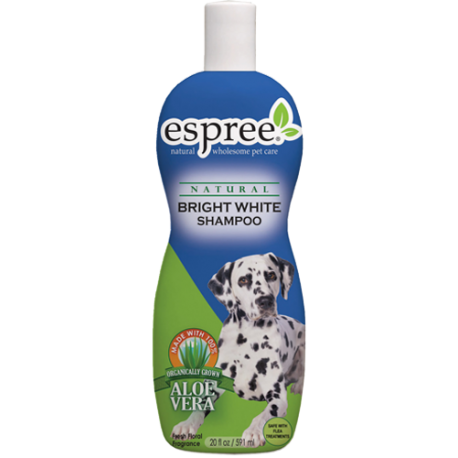 espree®
natural wholesome pet care
NATURAL
BRIGHT WHITE
SHAMPOO
MADE WITH 100%
ORGANICALLY GROWN
ALOE
VERA
Fresh Floral
Fragrance
20 fl oz / 591 ml
SAFE WITH
FLEA
TREATMENTS